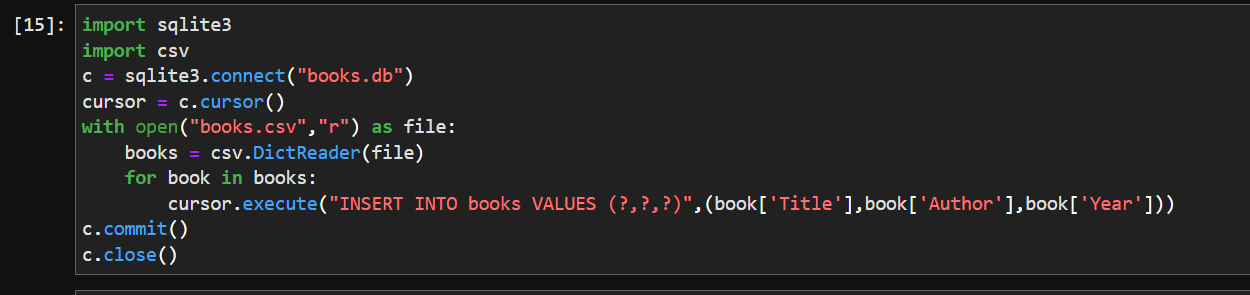 [15]: import sqlite3
import csv
c = sqlite3.connect("books.db")
cursor = c.cursor()
with open("books.csv","r") as file:
    books = csv.DictReader(file)
    for book in books:
        cursor.execute("INSERT INTO books VALUES (?,?,?)",(book['Title'],book['Author'],book['Year']))
c.commit()
c.close()